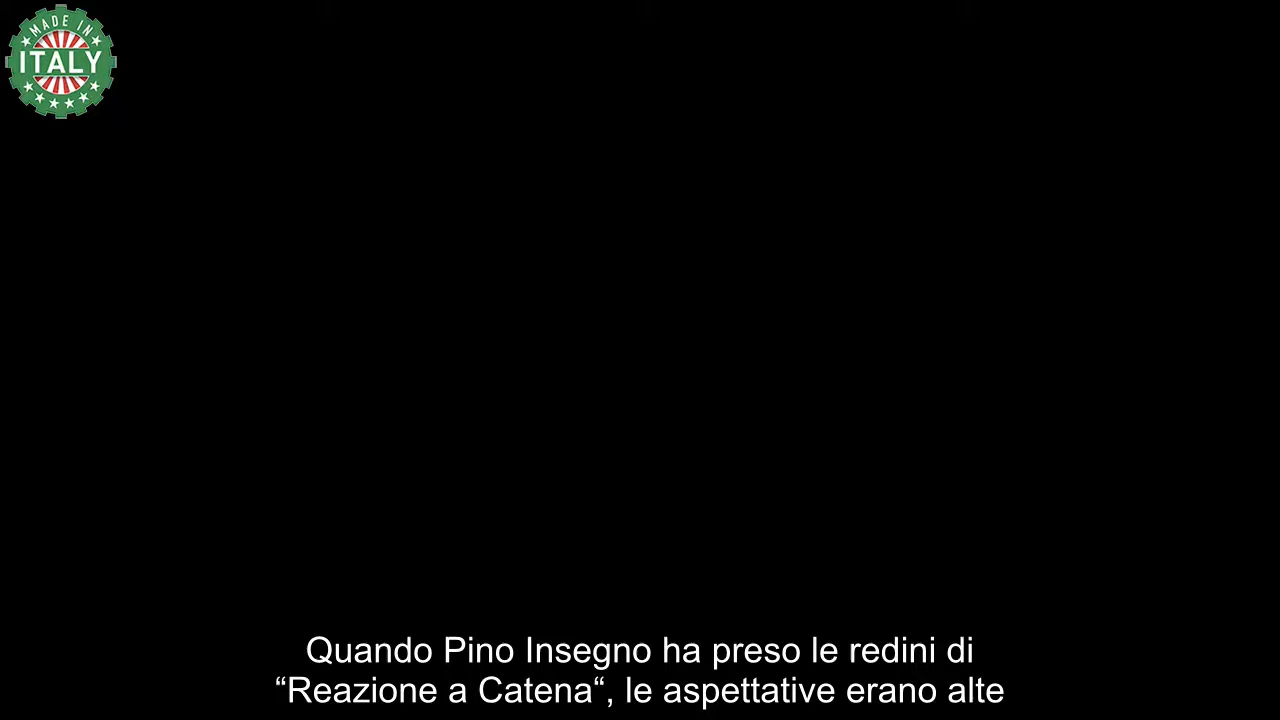 MADE IN
ITALY
Quando Pino Insegno ha preso le redini di
“Reazione a Catena“, le aspettative erano alte